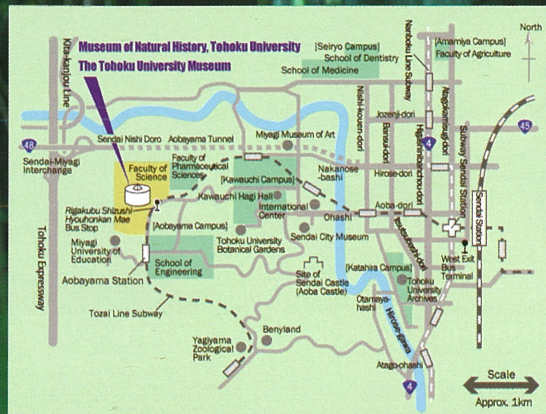 Museum of Natural History, Tohoku University
The Tohoku University Museum
North
Kita-kanjou Line
[Seiryo Campus]
School of Dentistry
School of Medicine
Nanboku Line Subway
[Amamiya Campus]
Faculty of Agriculture
Nishi-kouen-dori
Jozenji-dori
Bansui-dori
Higashinibanchou-dori
Atagokamisugi-dori
Subway Sendai Station
4
45
48
Sendai Nishi Doro
Aobayama Tunnel
Miyagi Museum of Art
Sendai-Miyagi
Interchange
Faculty of
Science
Faculty of
Pharmaceutical
Sciences
[Kawauchi Campus]
Nakanose
-bashi
Hirose-dori
Kawauchi Hagi Hall
International
Center
Ohashi
Aoba-dori
Sendai Station
Rigakubu Shizushi
Hyouhonkan Mae
Bus Stop
[Aobayama Campus]
Tohoku University
Botanical Gardens
Sendai City Museum
Miyagi
University of
Education
School of
Engineering
Site of
Sendai Castle
(Aoba Castle)
[Katahira Campus]
Tohoku
University
Archives
West Exit
Bus
Terminal
Tohoku Expressway
Aobayama Station
Otamaya-
hashi
Hirose-gawa
Tozai Line Subway
Benyland
Yagiyama
Zoological
Park
Atago-ohashi
4
Scale
Approx. 1km